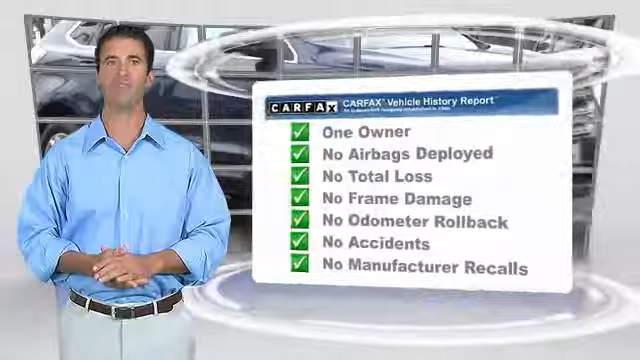 CARFAX CARFAX Vehicle History Report
One Owner
No Airbags Deployed
No Total Loss
No Frame Damage
No Odometer Rollback
No Accidents
No Manufacturer Recalls